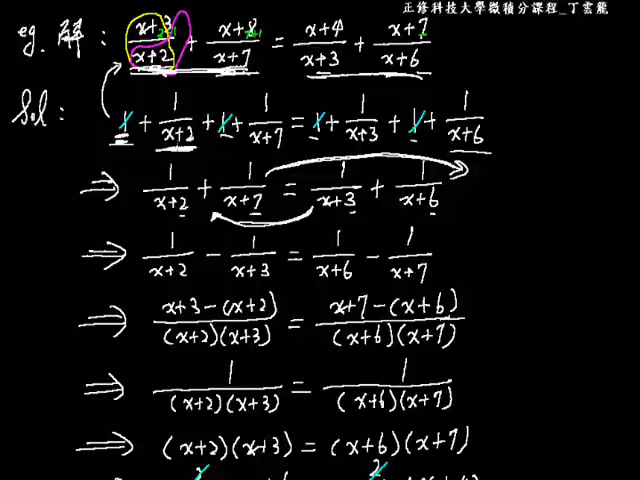 正修科技大學微積分課程_丁雲龍
eg. 解 : (x+3)/(x+2) + (x+8)/(x+7) = (x+4)/(x+3) + (x+7)/(x+6)
Sol :
1 + 1/(x+2) + 1 + 1/(x+7) = 1 + 1/(x+3) + 1 + 1/(x+6)
⇒ 1/(x+2) + 1/(x+7) = 1/(x+3) + 1/(x+6)
⇒ 1/(x+2) - 1/(x+3) = 1/(x+6) - 1/(x+7)
⇒ (x+3-(x+2))/((x+2)(x+3)) = (x+7-(x+6))/((x+6)(x+7))
⇒ 1/((x+2)(x+3)) = 1/((x+6)(x+7))
⇒ (x+2)(x+3) = (x+6)(x+7)